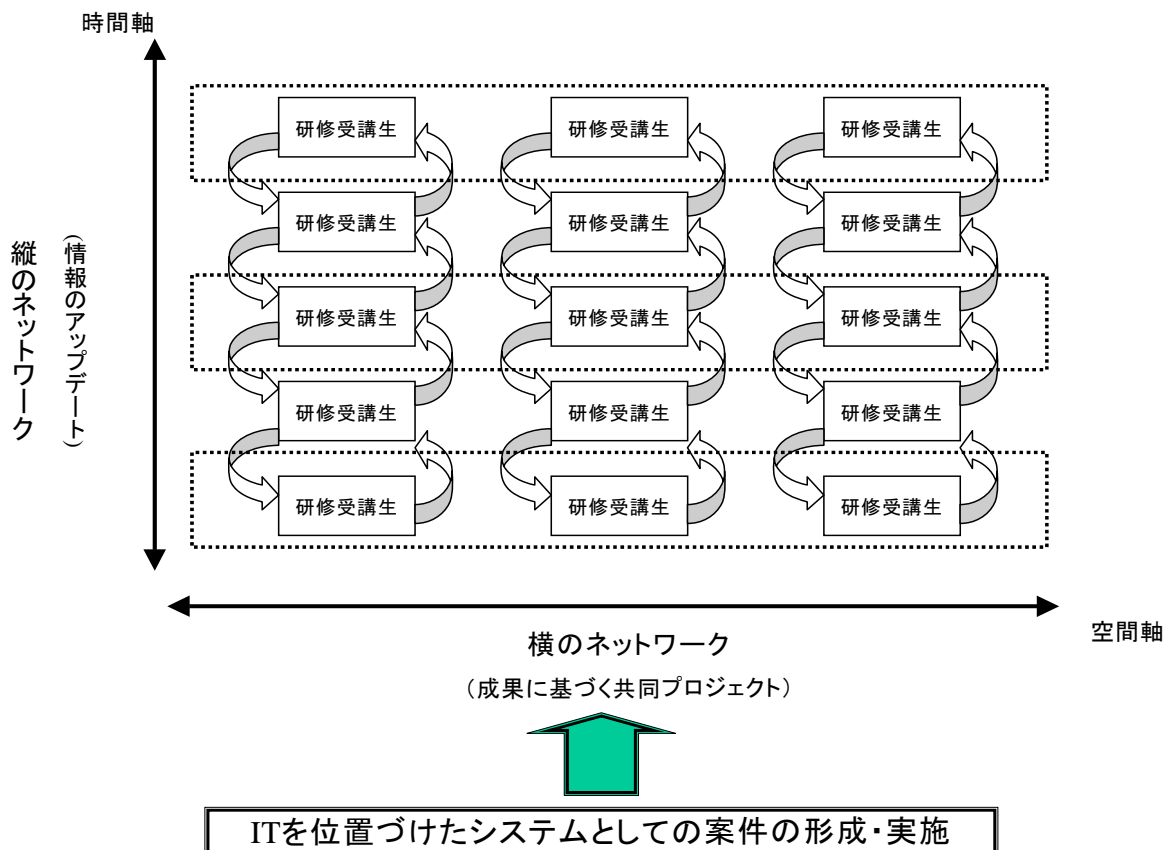 時間軸
研修受講生 研修受講生 研修受講生
研修受講生 研修受講生 研修受講生
研修受講生 研修受講生 研修受講生
研修受講生 研修受講生 研修受講生
研修受講生 研修受講生 研修受講生
縦のネットワーク
(情報のアップデート)
空間軸
横のネットワーク
(成果に基づく共同プロジェクト)
ITを位置づけたシステムとしての案件の形成・実施